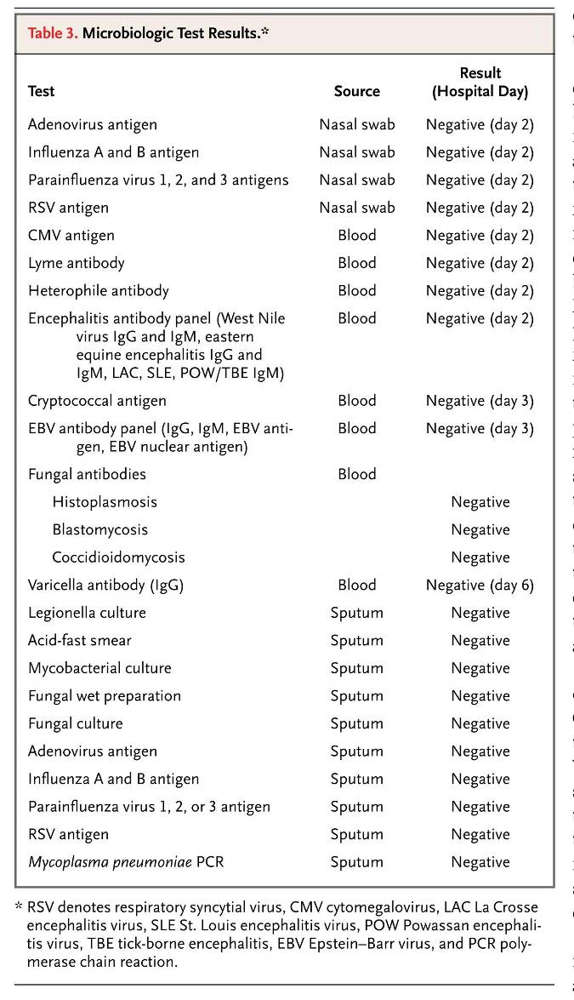 Table 3. Microbiologic Test Results.*
Test Source Result (Hospital Day)
Adenovirus antigen Nasal swab Negative (day 2)
Influenza A and B antigen Nasal swab Negative (day 2)
Parainfluenza virus 1, 2, and 3 antigens Nasal swab Negative (day 2)
RSV antigen Nasal swab Negative (day 2)
CMV antigen Blood Negative (day 2)
Lyme antibody Blood Negative (day 2)
Heterophile antibody Blood Negative (day 2)
Encephalitis antibody panel (West Nile Blood Negative (day 2)
virus IgG and IgM, eastern
equine encephalitis IgG and
IgM, LAC, SLE, POW/TBE IgM)
Cryptococcal antigen Blood Negative (day 3)
EBV antibody panel (IgG, IgM, EBV anti- Blood Negative (day 3)
gen, EBV nuclear antigen)
Fungal antibodies Blood
Histoplasmosis Negative
Blastomycosis Negative
Coccidioidomycosis Negative
Varicella antibody (IgG) Blood Negative (day 6)
Legionella culture Sputum Negative
Acid-fast smear Sputum Negative
Mycobacterial culture Sputum Negative
Fungal wet preparation Sputum Negative
Fungal culture Sputum Negative
Adenovirus antigen Sputum Negative
Influenza A and B antigen Sputum Negative
Parainfluenza virus 1, 2, or 3 antigen Sputum Negative
RSV antigen Sputum Negative
Mycoplasma pneumoniae PCR Sputum Negative
* RSV denotes respiratory syncytial virus, CMV cytomegalovirus, LAC La Crosse
encephalitis virus, SLE St. Louis encephalitis virus, POW Powassan encephali-
tis virus, TBE tick-borne encephalitis, EBV Epstein–Barr virus, and PCR poly-
merase chain reaction.